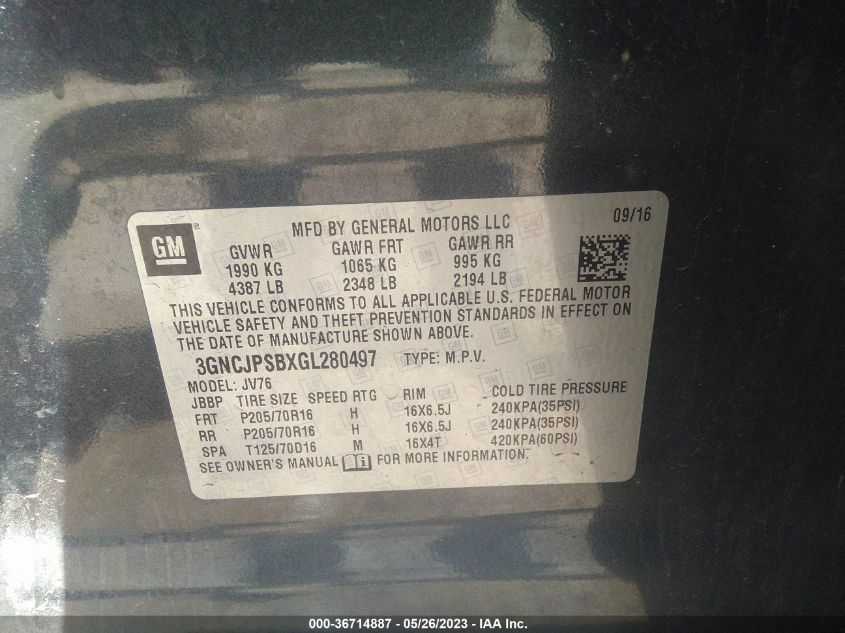 GM ®
MFD BY GENERAL MOTORS LLC 09/16
GVWR GAWR FRT GAWR RR
1990 KG 1065 KG 995 KG
4387 LB 2348 LB 2194 LB
THIS VEHICLE CONFORMS TO ALL APPLICABLE U.S. FEDERAL MOTOR
VEHICLE SAFETY AND THEFT PREVENTION STANDARDS IN EFFECT ON
THE DATE OF MANUFACTURE SHOWN ABOVE.
3GNCJPSBXGL280497 TYPE: M.P.V.
MODEL: JV76
JBBP TIRE SIZE SPEED RTG RIM COLD TIRE PRESSURE
FRT P205/70R16 H 16X6.5J 240KPA(35PSI)
RR P205/70R16 H 16X6.5J 240KPA(35PSI)
SPA T125/70D16 M 16X4T 420KPA(60PSI)
SEE OWNER'S MANUAL FOR MORE INFORMATION.
000-36714887 - 05/26/2023 - IAA Inc.